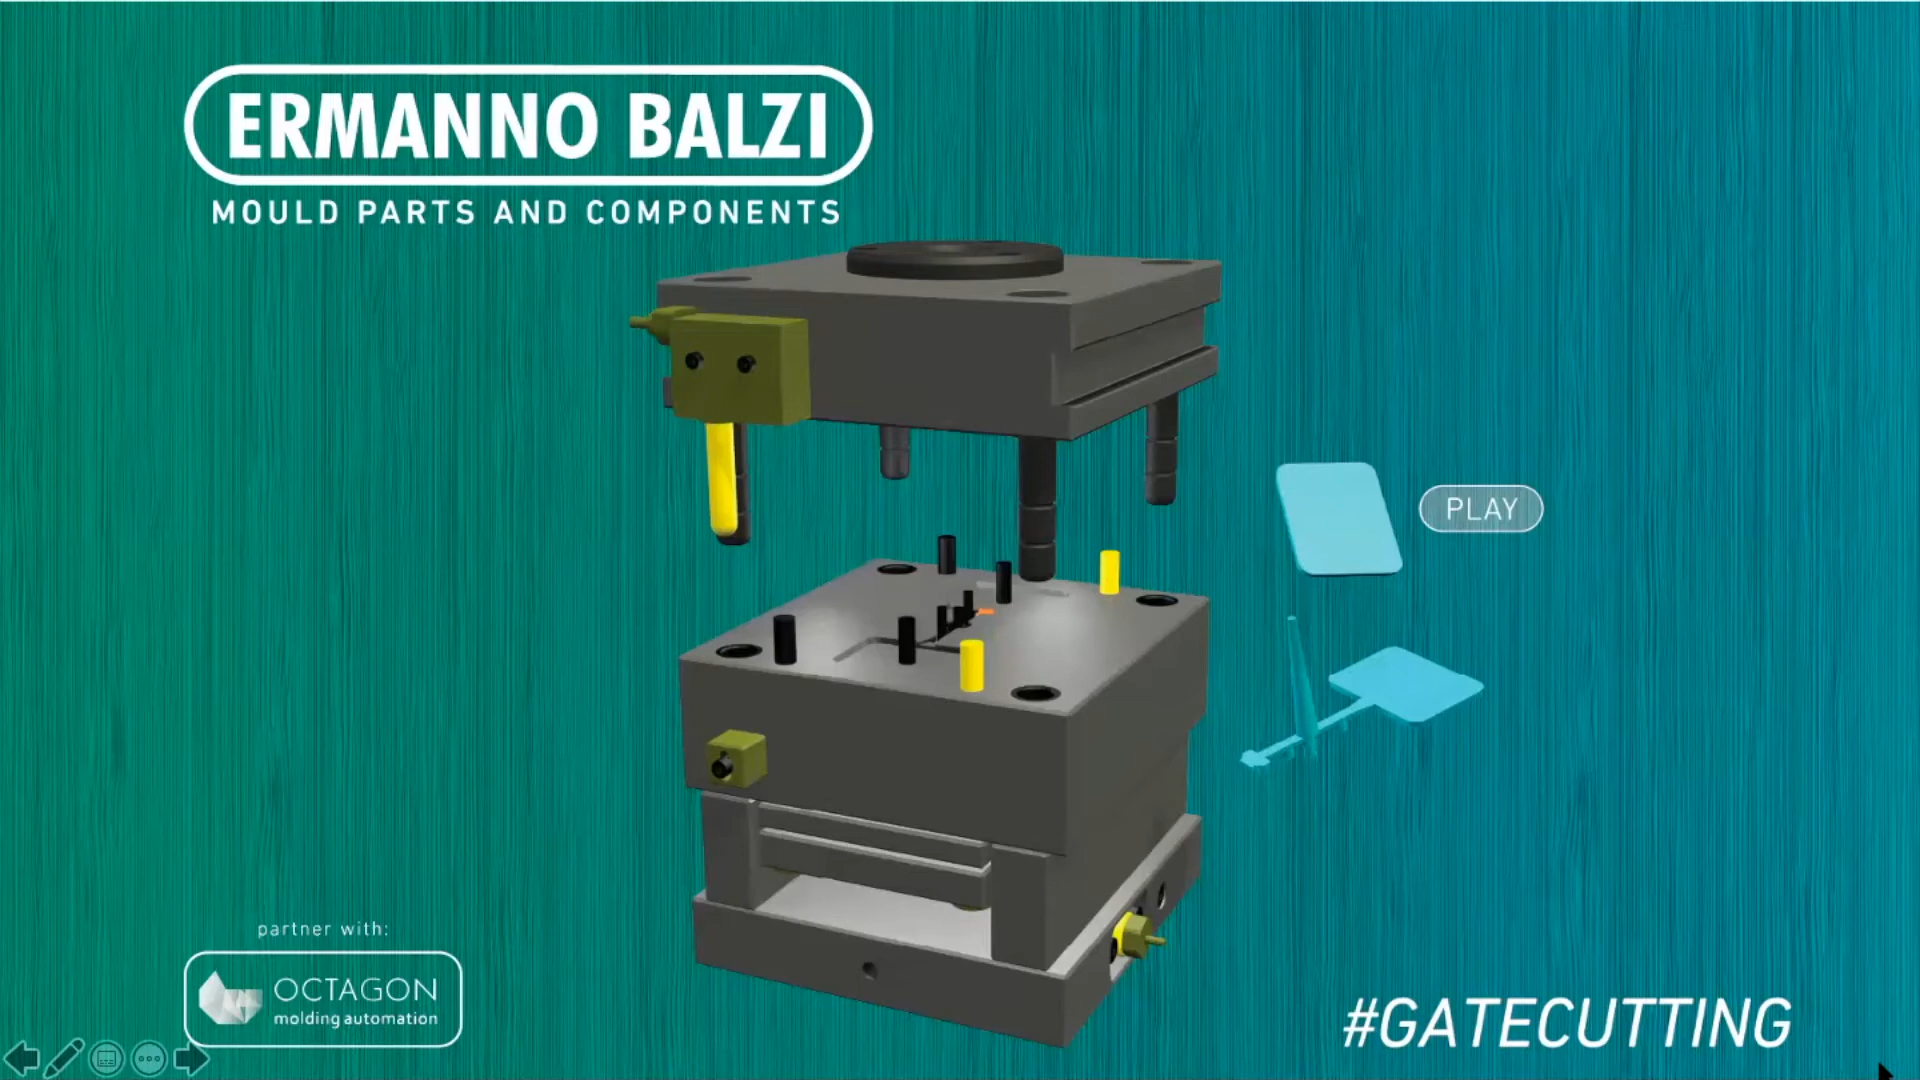 ERMANNO BALZI
MOULD PARTS AND COMPONENTS
PLAY
partner with:
OCTAGON
molding automation
#GATECUTTING